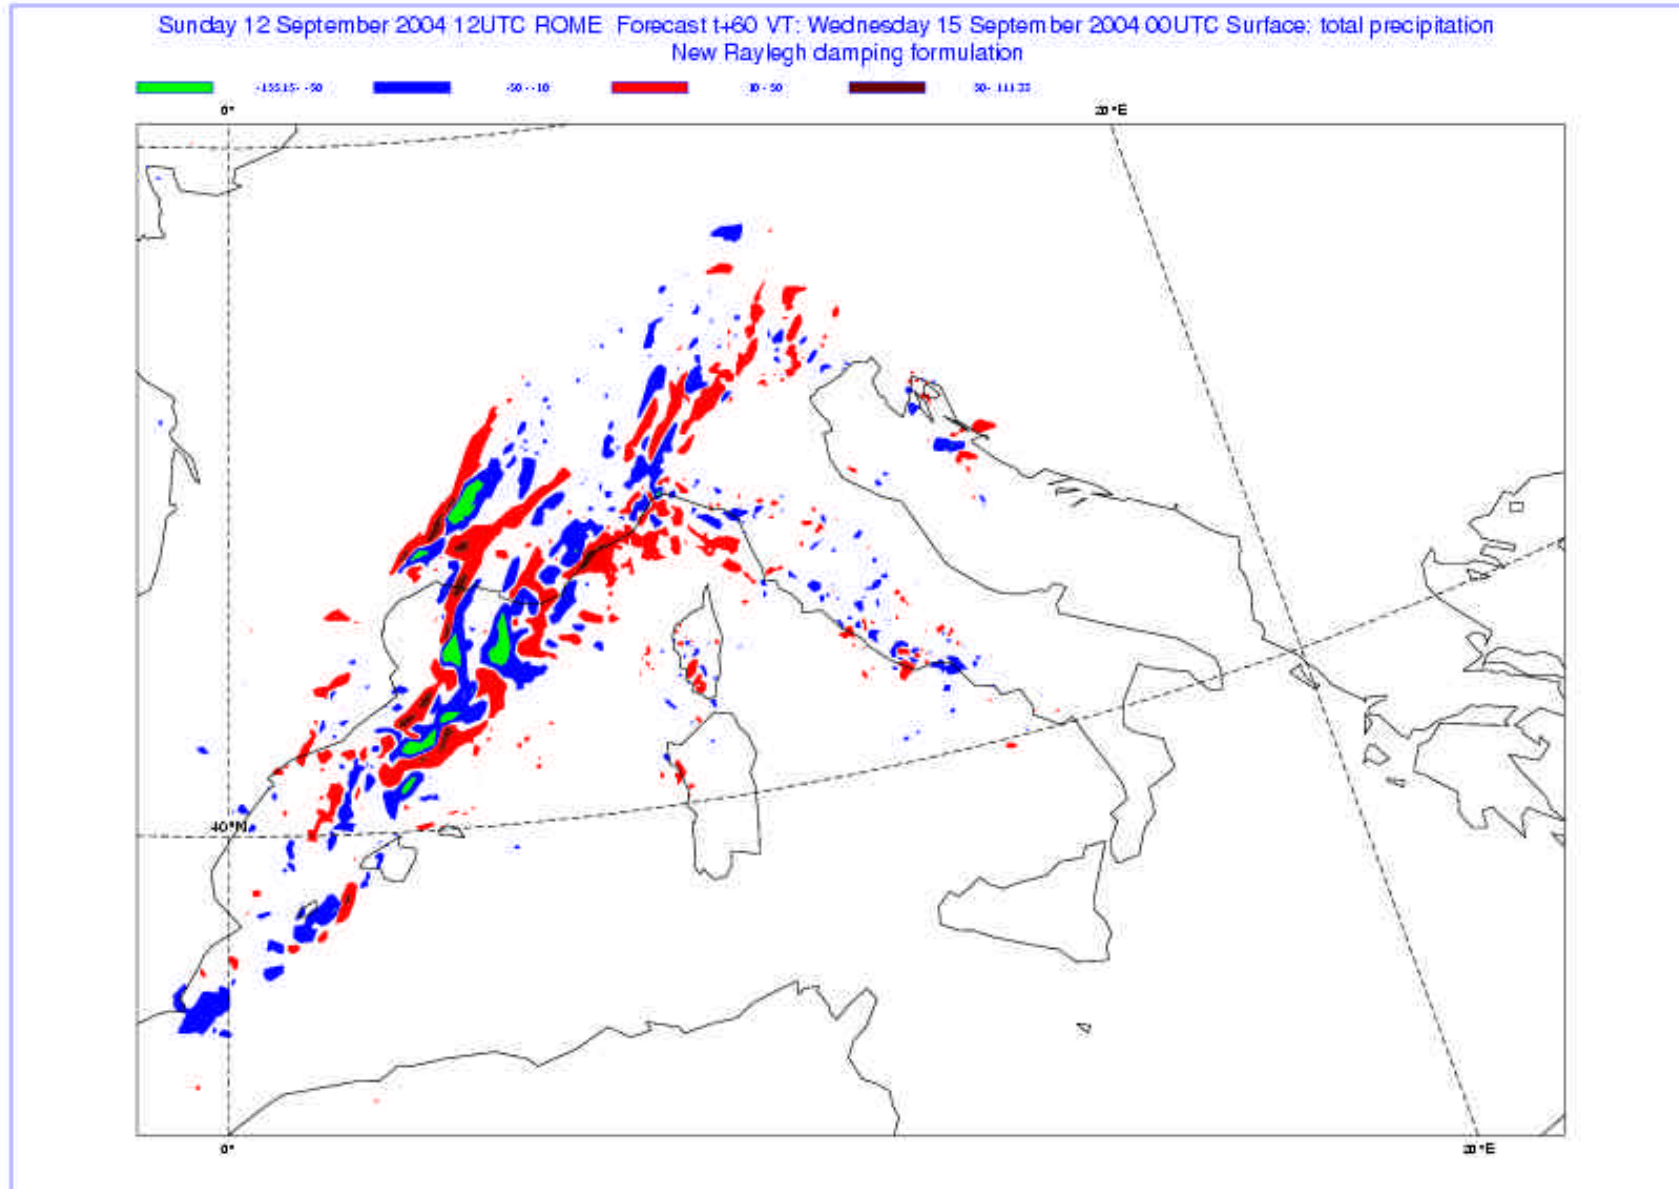 Sunday 12 September 2004 12UTC ROME Forecast t+60 VT: Wednesday 15 September 2004 00UTC Surface: total precipitation
New Raylegh damping formulation
-50 - -10
10 - 50
0°
20°E
40°N
0°
20°E